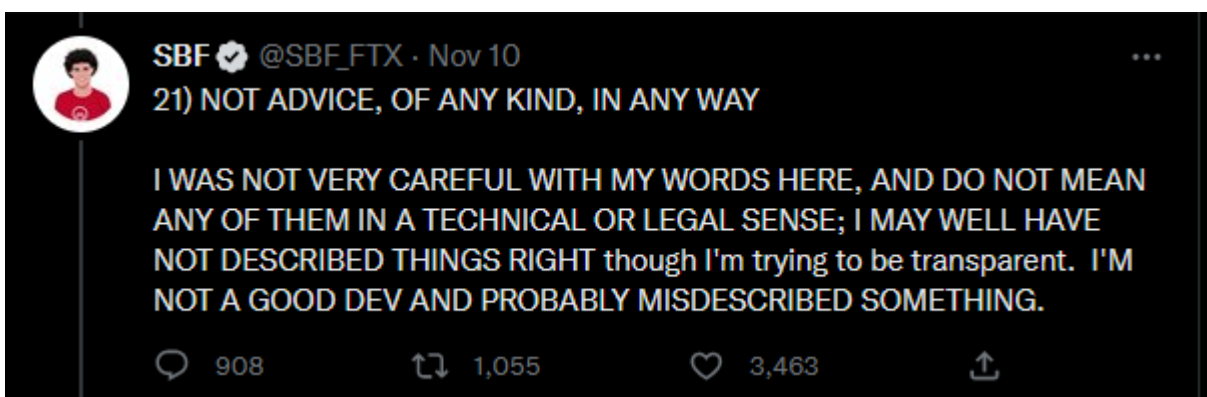 SBF @SBF_FTX · Nov 10
21) NOT ADVICE, OF ANY KIND, IN ANY WAY
I WAS NOT VERY CAREFUL WITH MY WORDS HERE, AND DO NOT MEAN
ANY OF THEM IN A TECHNICAL OR LEGAL SENSE; I MAY WELL HAVE
NOT DESCRIBED THINGS RIGHT though I'm trying to be transparent.  I'M
NOT A GOOD DEV AND PROBABLY MISDESCRIBED SOMETHING.
908 1,055 3,463